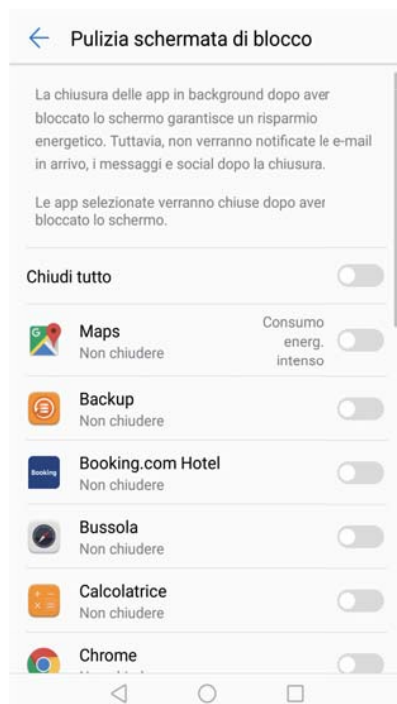 Pulizia schermata di blocco
La chiusura delle app in background dopo aver
bloccato lo schermo garantisce un risparmio
energetico. Tuttavia, non verranno notificate le e-mail
in arrivo, i messaggi e social dopo la chiusura.
Le app selezionate verranno chiuse dopo aver
bloccato lo schermo.
Chiudi tutto
Maps
Non chiudere
Consumo
energ.
intenso
Backup
Non chiudere
Booking
Booking.com Hotel
Non chiudere
Bussola
Non chiudere
Calcolatrice
Non chiudere
Chrome